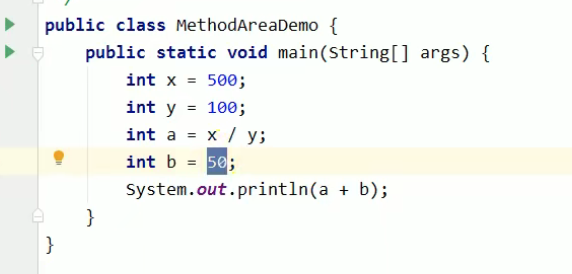 public class MethodAreaDemo {
public static void main(String[] args) {
int x = 500;
int y = 100;
int a = x / y;
int b = 50;
System.out.println(a + b);
}
}